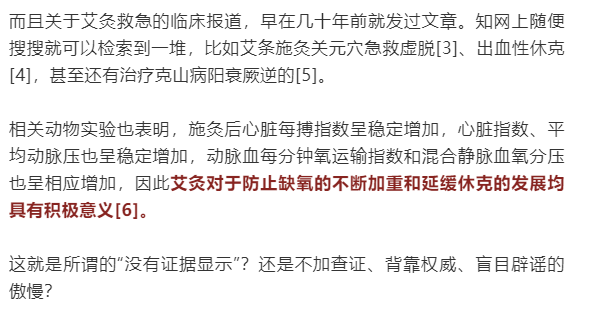 而且关于艾灸救急的临床报道，早在几十年前就发过文章。知网上随便
搜搜就可以检索到一堆，比如艾条施灸关元穴急救虚脱[3]、出血性休克
[4]，甚至还有治疗克山病阳衰厥逆的[5]。
相关动物实验也表明，施灸后心脏每搏指数呈稳定增加，心脏指数、平
均动脉压也呈稳定增加，动脉血每分钟氧运输指数和混合静脉血氧分压
也呈相应增加，因此艾灸对于防止缺氧的不断加重和延缓休克的发展均
具有积极意义[6]。
这就是所谓的“没有证据显示”？还是不加查证、背靠权威、盲目辟谣的
傲慢？